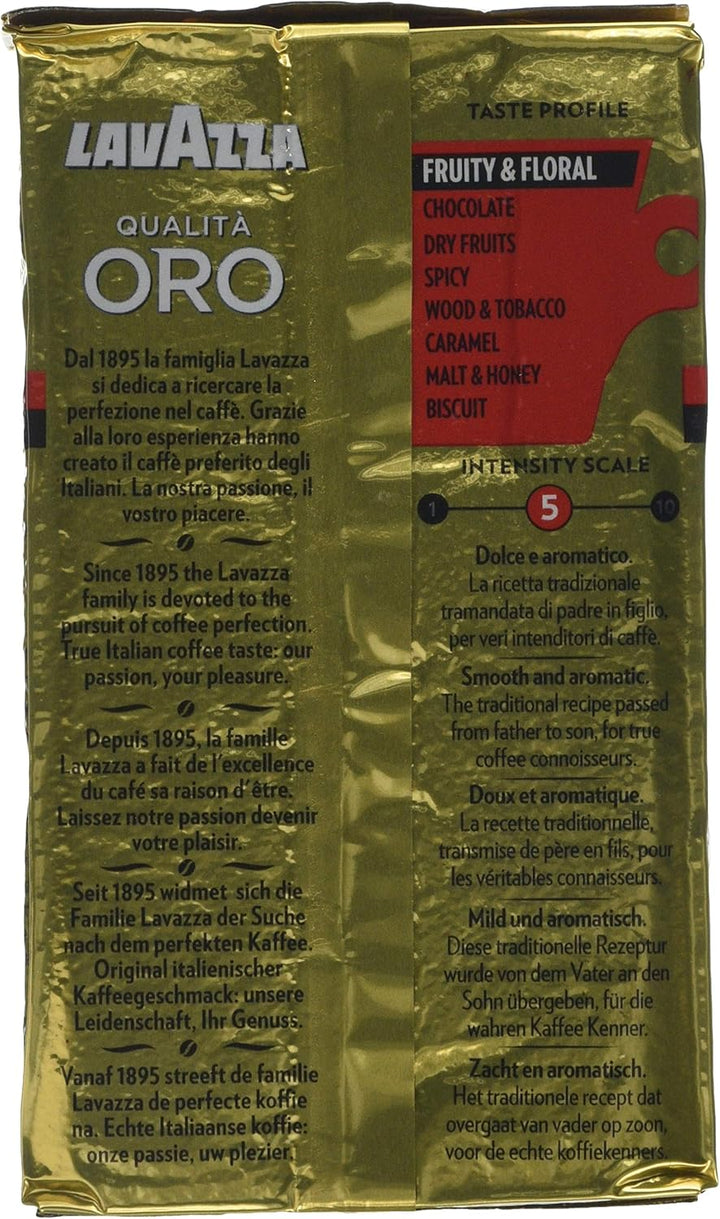 LAVAZZA
QUALITÀ
ORO
Dal 1895 la famiglia Lavazza
si dedica a ricercare la
perfezione nel caffè. Grazie
alla loro esperienza hanno
creato il caffè preferito degli
Italiani. La nostra passione, il
vostro piacere.
Since 1895 the Lavazza
family is devoted to the
pursuit of coffee perfection.
True Italian coffee taste: our
passion, your pleasure.
Depuis 1895, la famille
Lavazza a fait de l'excellence
du café sa raison d'être.
Laissez notre passion devenir
votre plaisir.
Seit 1895 widmet sich die
Familie Lavazza der Suche
nach dem perfekten Kaffee.
Original italienischer
Kaffeegeschmack: unsere
Leidenschaft, Ihr Genuss.
Vanaf 1895 streeft de familie
Lavazza de perfecte koffie
na. Echte Italiaanse koffie:
onze passie, uw plezier.
TASTE PROFILE
FRUITY & FLORAL
CHOCOLATE
DRY FRUITS
SPICY
WOOD & TOBACCO
CARAMEL
MALT & HONEY
BISCUIT
INTENSITY SCALE
1 5 10
Dolce e aromatico.
La ricetta tradizionale
tramandata di padre in figlio,
per veri intenditori di caffè.
Smooth and aromatic.
The traditional recipe passed
from father to son, for true
coffee connoisseurs.
Doux et aromatique.
La recette traditionnelle,
transmise de père en fils, pour
les véritables connaisseurs.
Mild und aromatisch.
Diese traditionelle Rezeptur
wurde von dem Vater an den
Sohn übergeben, für die
wahren Kaffee Kenner.
Zacht en aromatisch.
Het traditionele recept dat
overgaat van vader op zoon,
voor de echte koffiekenners.